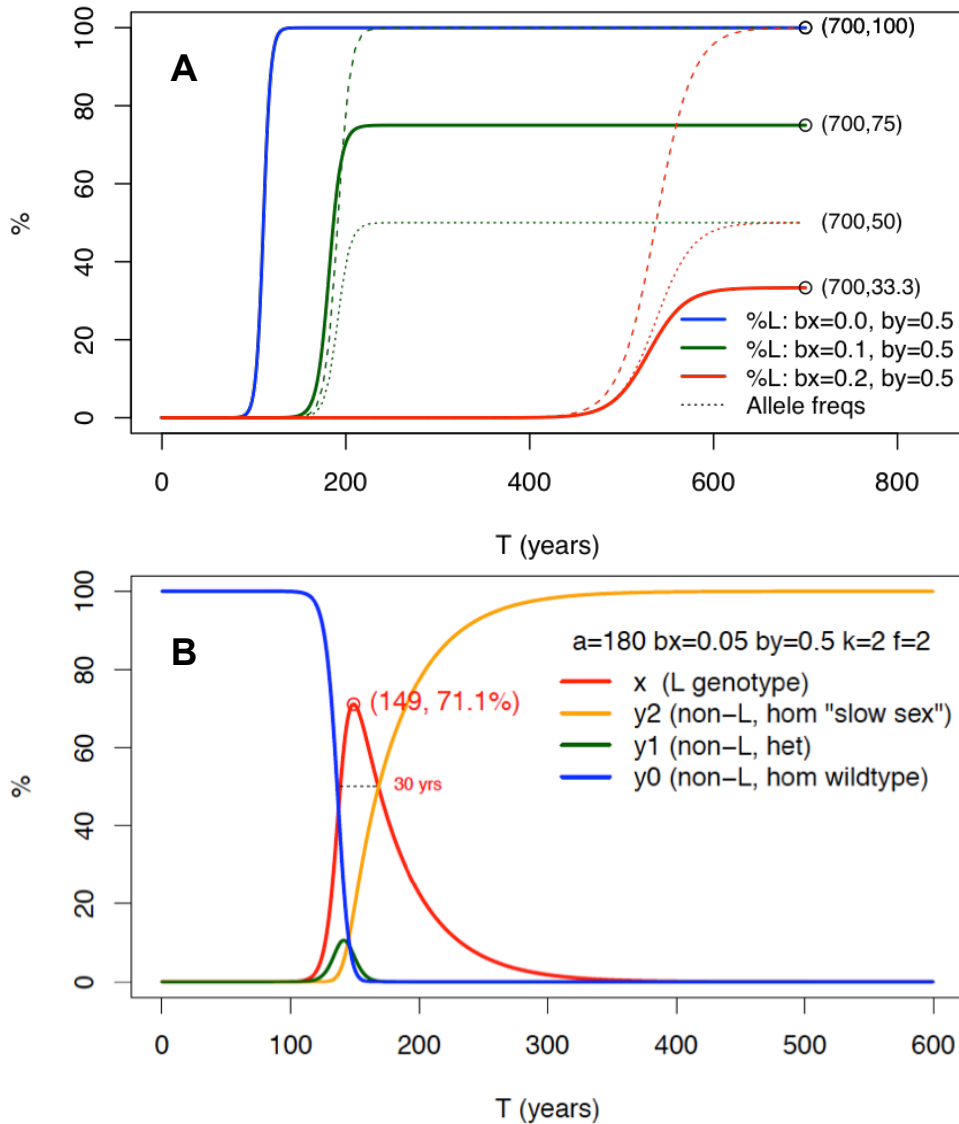 A
%
100
80
60
40
20
0
(700,100)
(700,75)
(700,50)
(700,33.3)
%L: bx=0.0, by=0.5
%L: bx=0.1, by=0.5
%L: bx=0.2, by=0.5
Allele freqs
0 200 400 600 800
T (years)
B
%
100
80
60
40
20
0
a=180 bx=0.05 by=0.5 k=2 f=2
x (L genotype)
y2 (non-L, hom "slow sex")
y1 (non-L, het)
y0 (non-L, hom wildtype)
(149, 71.1%)
30 yrs
0 100 200 300 400 500 600
T (years)